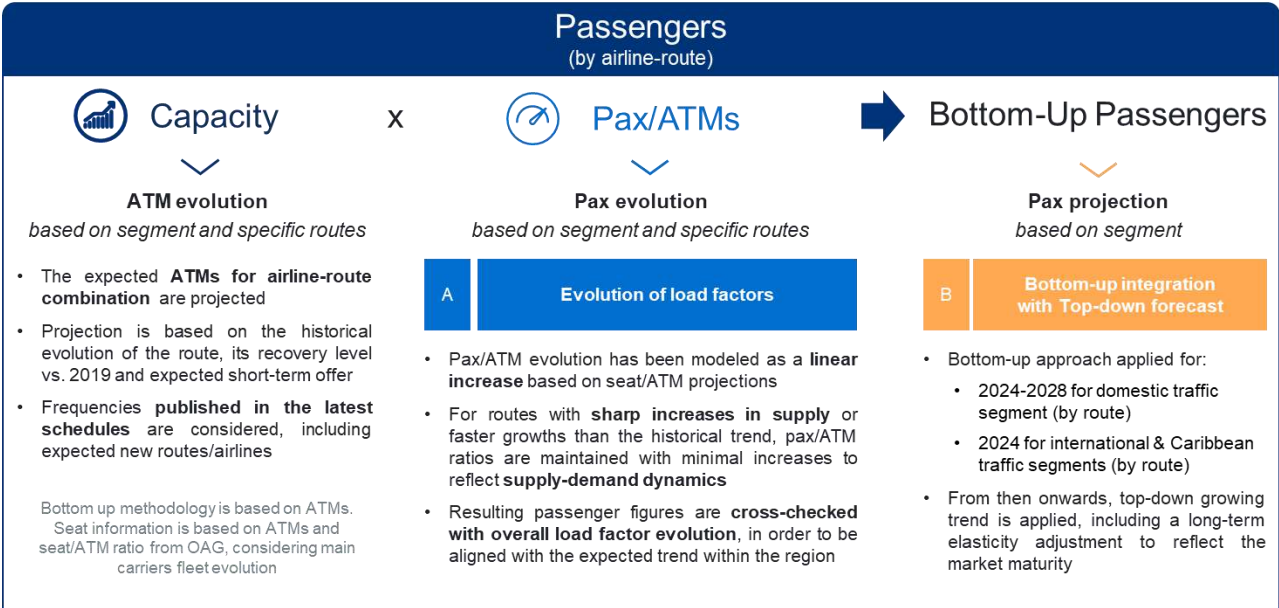 Passengers
(by airline-route)
Capacity
x
Pax/ATMs
Bottom-Up Passengers
ATM evolution
based on segment and specific routes
• The expected ATMs for airline-route
combination are projected
• Projection is based on the historical
evolution of the route, its recovery level
vs. 2019 and expected short-term offer
• Frequencies published in the latest
schedules are considered, including
expected new routes/airlines
Bottom up methodology is based on ATMs.
Seat information is based on ATMs and
seat/ATM ratio from OAG, considering main
carriers fleet evolution
Pax evolution
based on segment and specific routes
A
Evolution of load factors
• Pax/ATM evolution has been modeled as a linear
increase based on seat/ATM projections
• For routes with sharp increases in supply or
faster growths than the historical trend, pax/ATM
ratios are maintained with minimal increases to
reflect supply-demand dynamics
• Resulting passenger figures are cross-checked
with overall load factor evolution, in order to be
aligned with the expected trend within the region
Pax projection
based on segment
B
Bottom-up integration
with Top-down forecast
• Bottom-up approach applied for:
• 2024-2028 for domestic traffic
segment (by route)
• 2024 for international & Caribbean
traffic segments (by route)
• From then onwards, top-down growing
trend is applied, including a long-term
elasticity adjustment to reflect the
market maturity